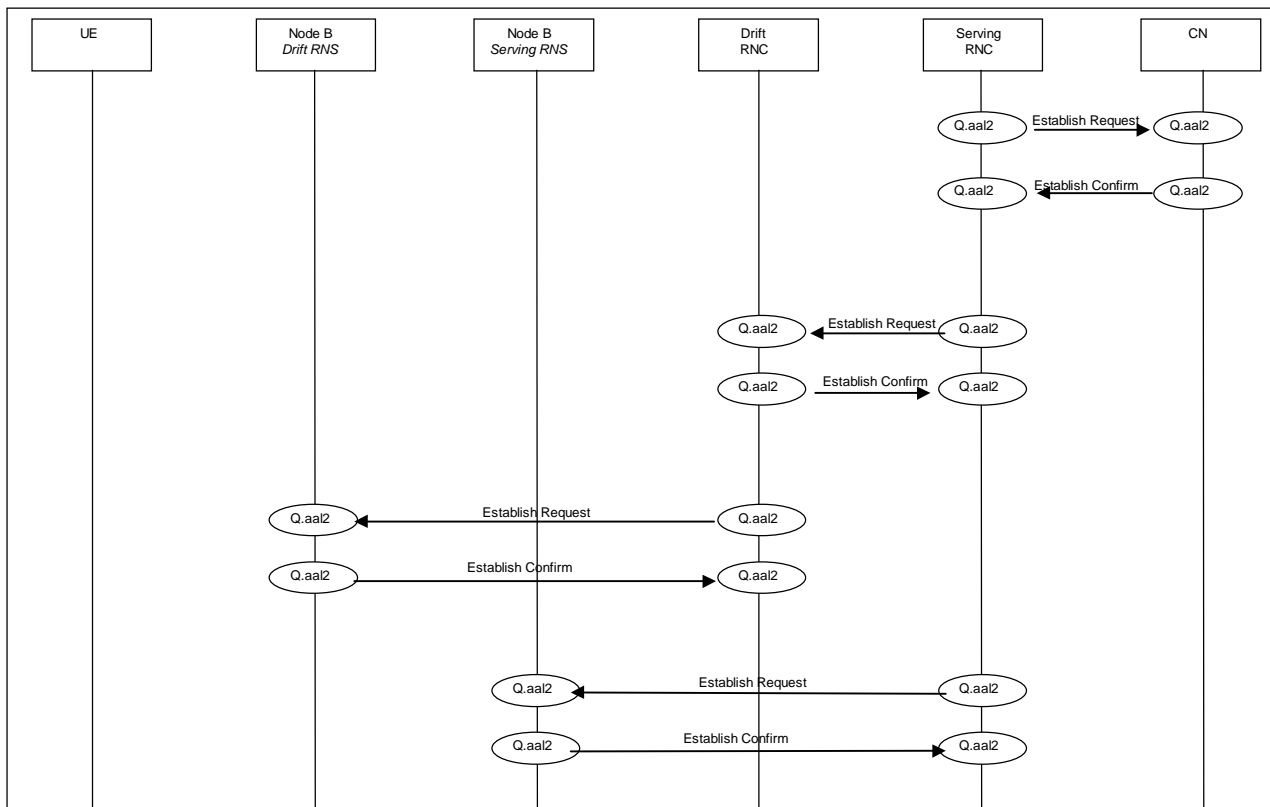 UE
Node B
Drift RNS
Node B
Serving RNS
Drift
RNC
Serving
RNC
CN
Q.aal2
Establish Request
Q.aal2
Q.aal2
Establish Confirm
Q.aal2
Q.aal2
Establish Request
Q.aal2
Q.aal2
Establish Confirm
Q.aal2
Q.aal2
Establish Request
Q.aal2
Q.aal2
Establish Confirm
Q.aal2
Q.aal2
Establish Request
Q.aal2
Q.aal2
Establish Confirm
Q.aal2